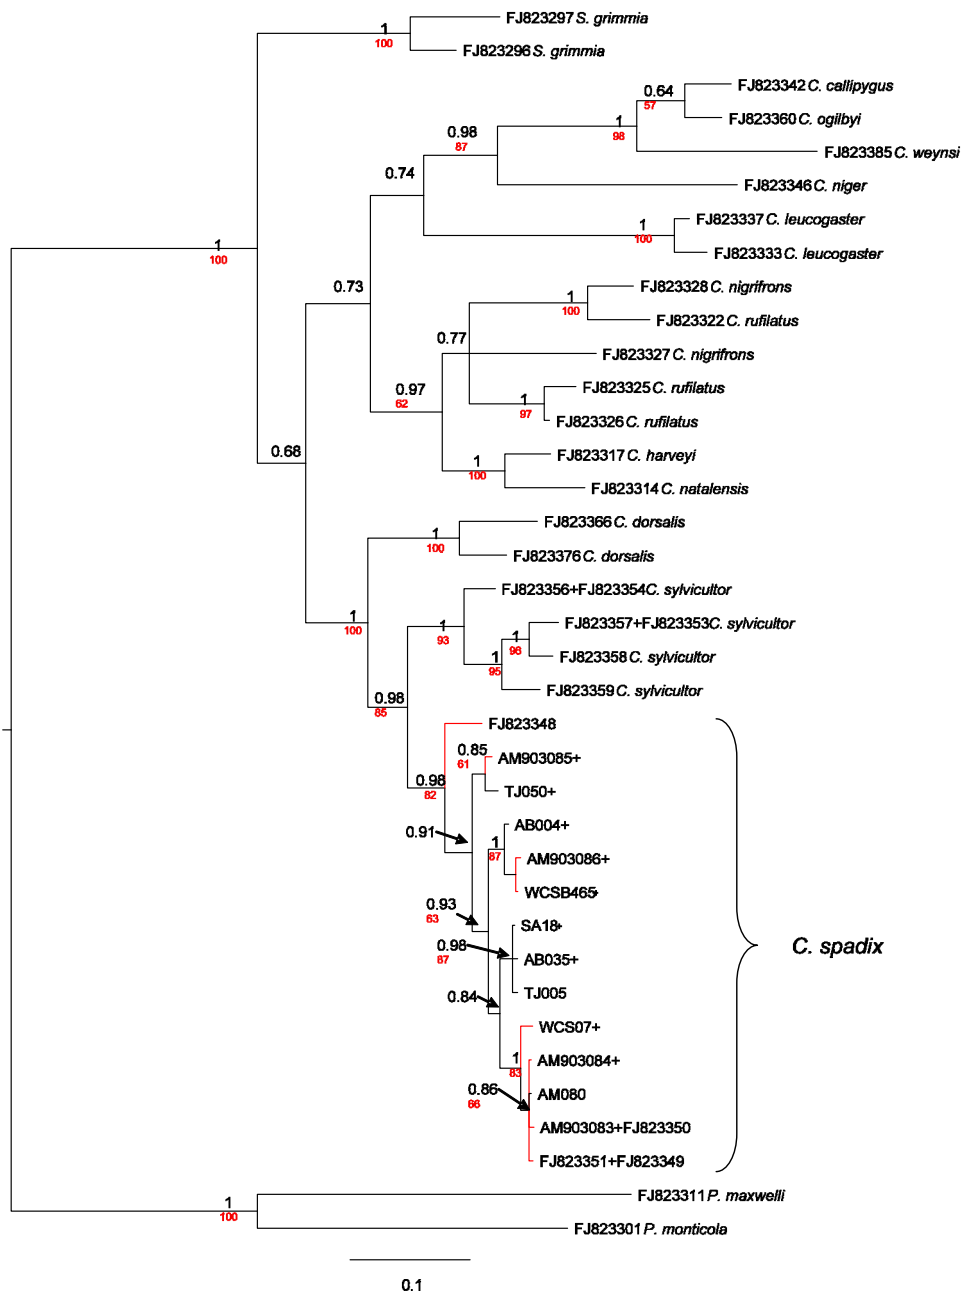 FJ823297 S. grimmia
1
100
FJ823296 S. grimmia
FJ823342 C. callipygus
0.64
57
FJ823360 C. ogilbyi
1
98
0.98
87
FJ823385 C. weynsi
0.74
FJ823346 C. niger
FJ823337 C. leucogaster
1
100
1
100
FJ823333 C. leucogaster
0.73
FJ823328 C. nigrifrons
1
100
FJ823322 C. rufilatus
0.77
FJ823327 C. nigrifrons
0.97
62
FJ823325 C. rufilatus
1
97
FJ823326 C. rufilatus
0.68
FJ823317 C. harveyi
1
100
FJ823314 C. natalensis
FJ823366 C. dorsalis
1
100
FJ823376 C. dorsalis
FJ823356+FJ823354 C. sylvicultor
1
100
1
93
FJ823357+FJ823353 C. sylvicultor
1
96
FJ823358 C. sylvicultor
1
95
FJ823359 C. sylvicultor
0.98
85
FJ823348
0.85
61
AM903085+
0.98
82
TJ050+
AB004+
0.91
1
87
AM903086+
WCSB465+
0.93
63
SA18+
0.98
87
AB035+
C. spadix
TJ005
0.84
WCS07+
1
83
AM903084+
0.86
66
AM080
AM903083+FJ823350
FJ823351+FJ823349
1
100
FJ823311 P. maxwelli
FJ823301 P. monticola
0.1